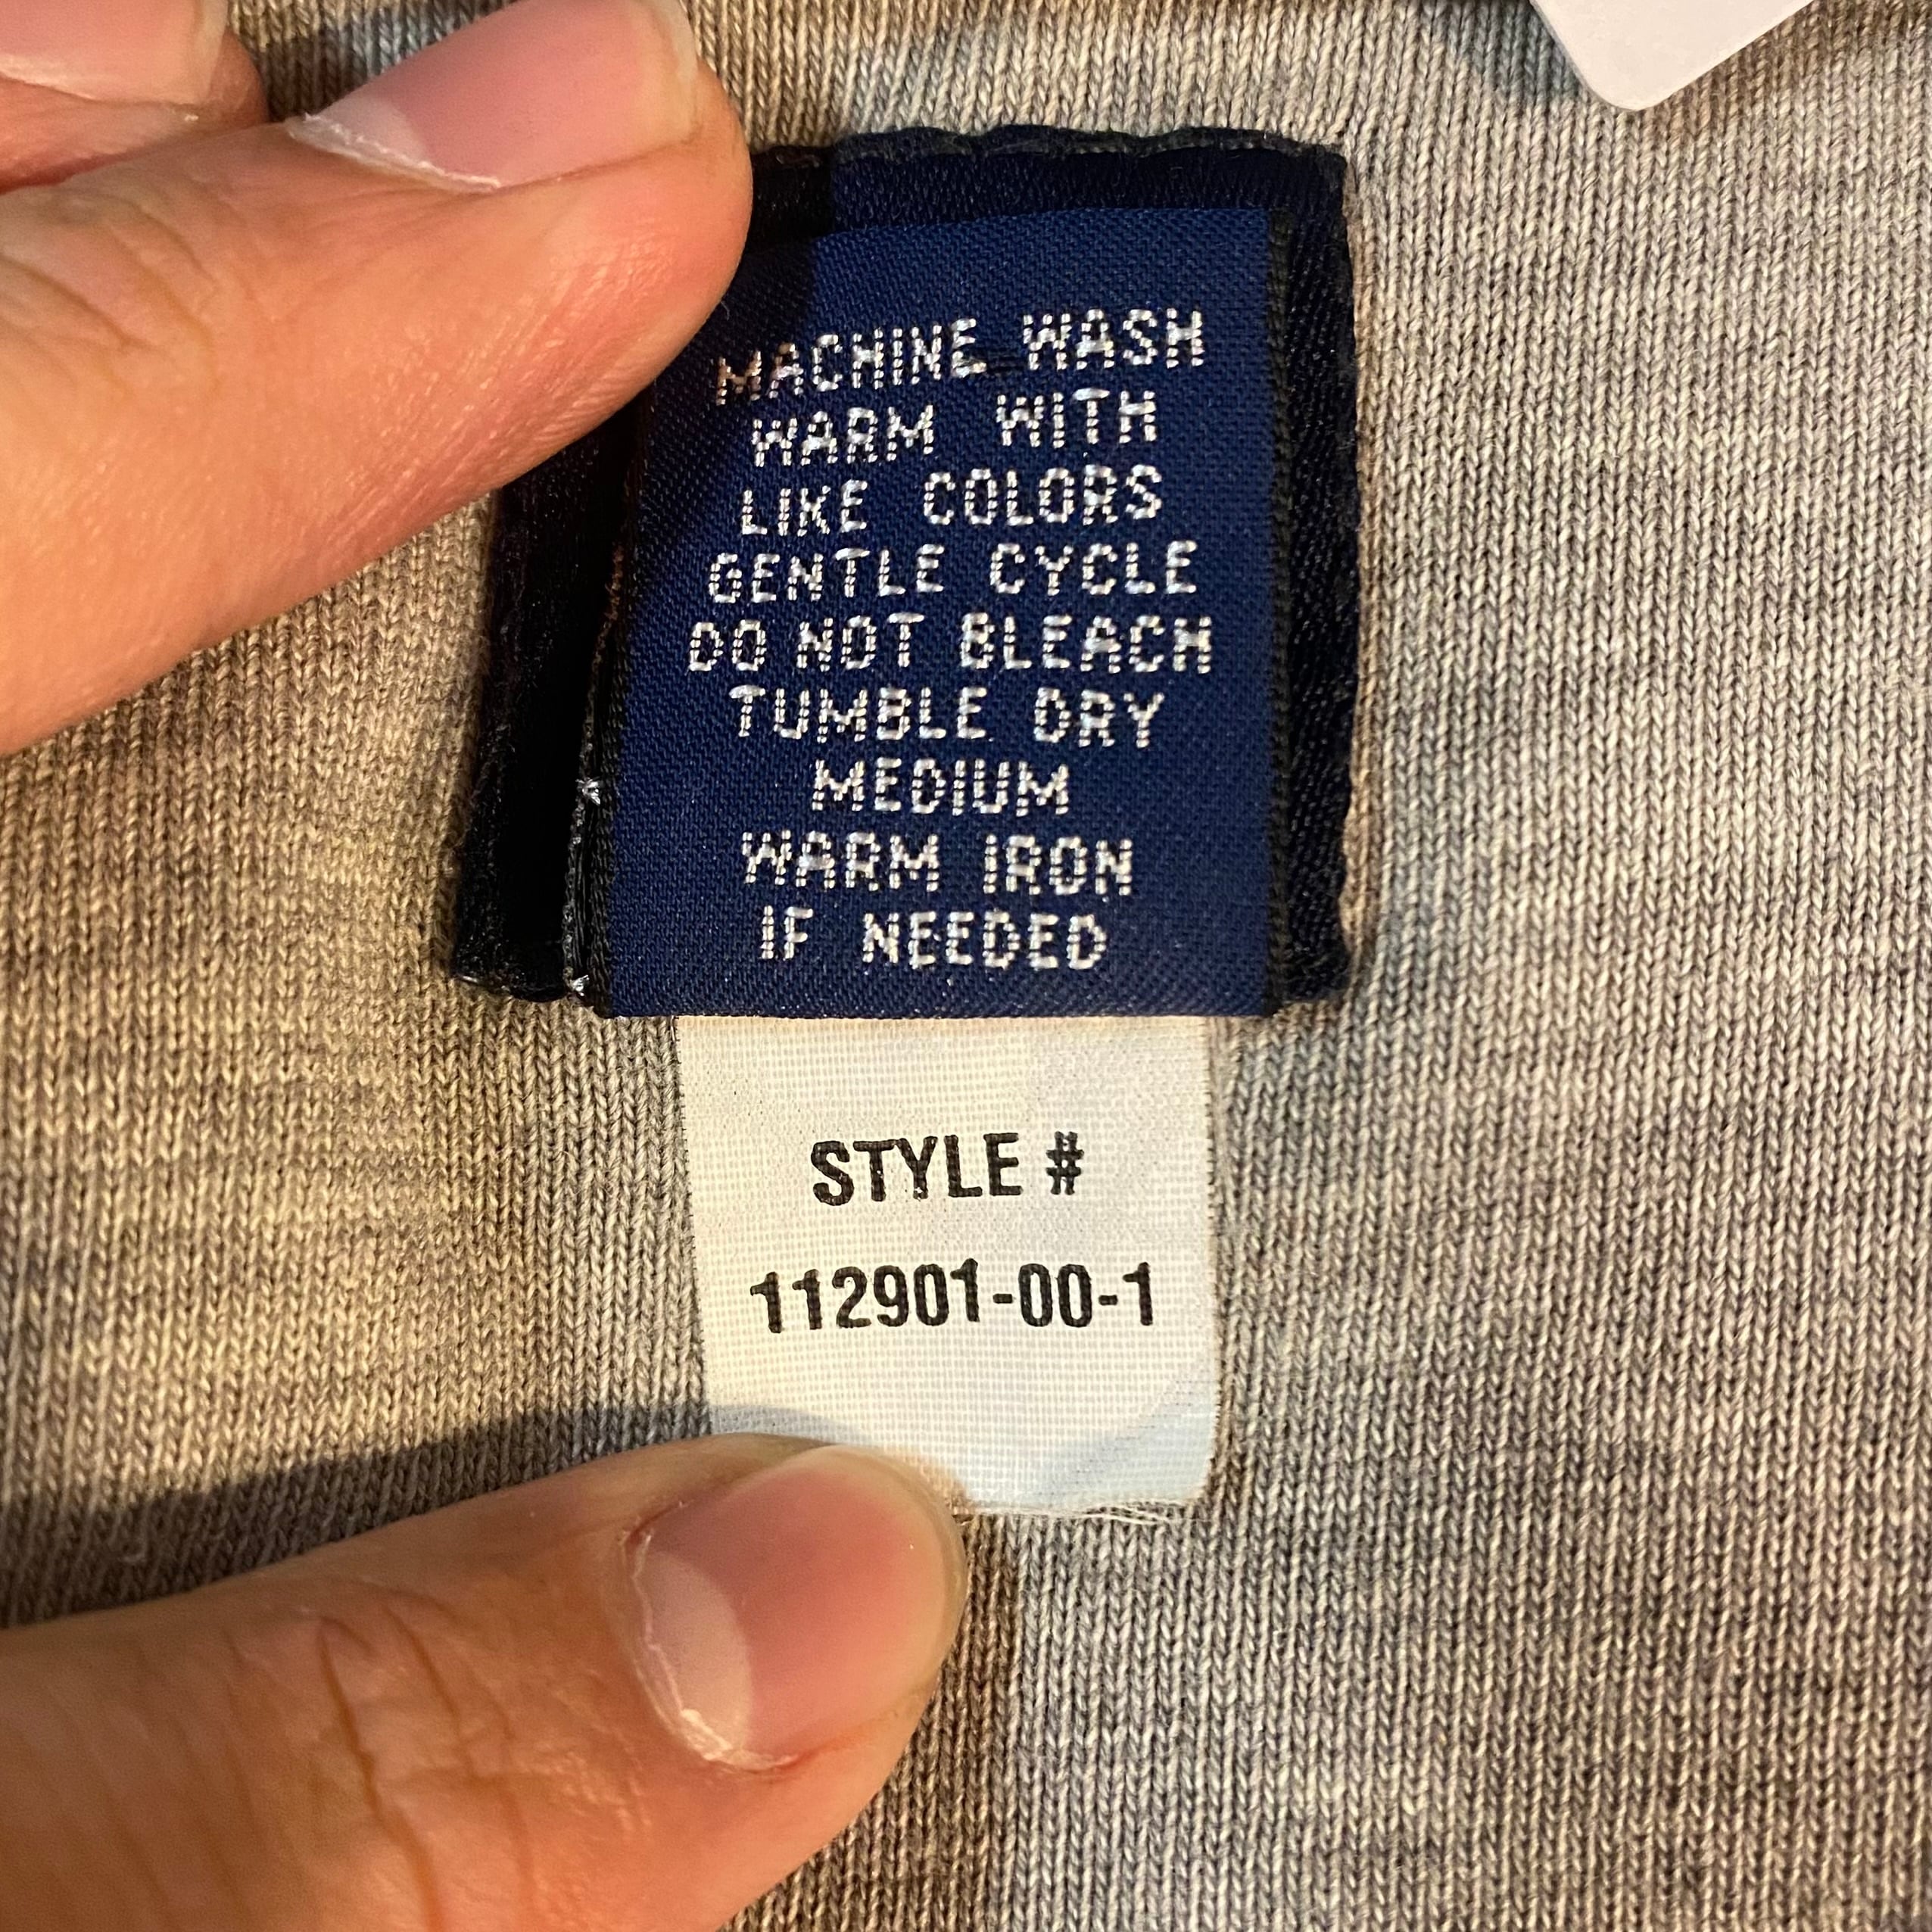 MACHINE WASH
WARM WITH
LIKE COLORS
GENTLE CYCLE
DO NOT BLEACH
TUMBLE DRY
MEDIUM
WARM IRON
IF NEEDED
STYLE #
112901-00-1